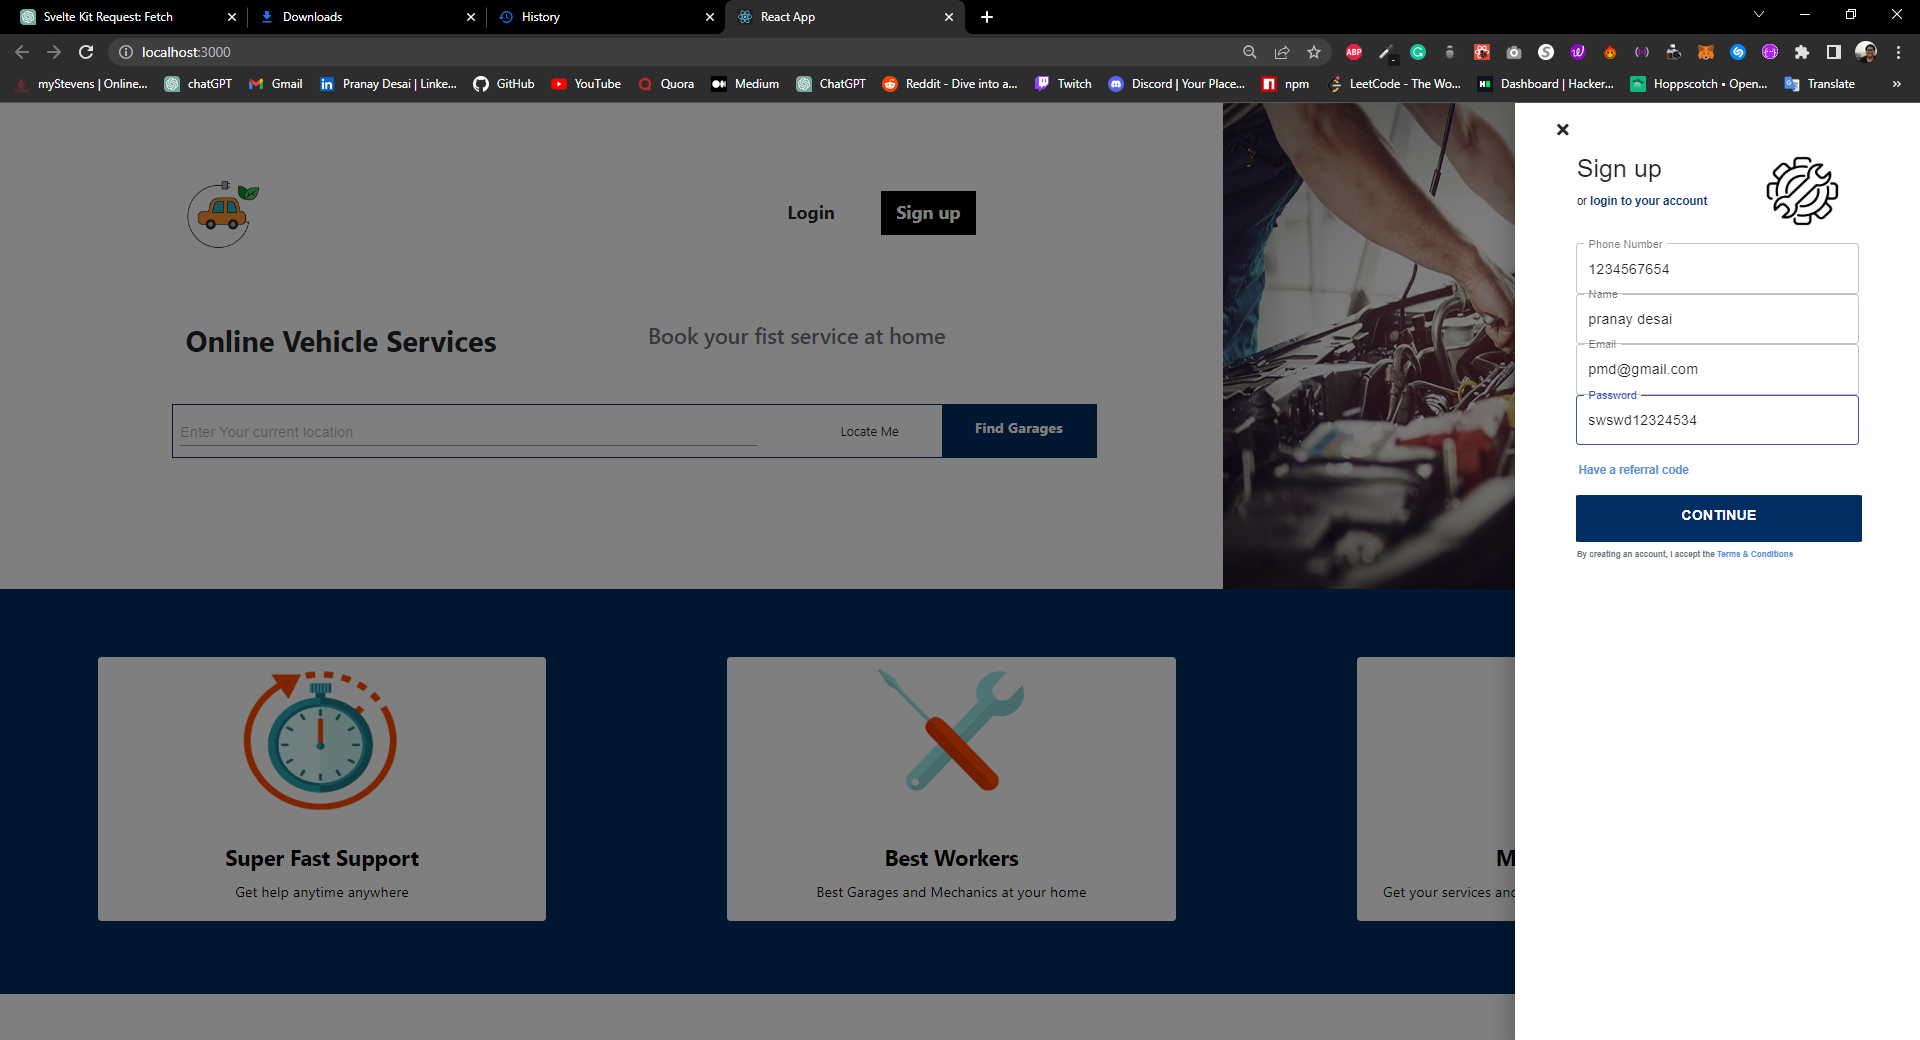 Svelte Kit Request: Fetch
Downloads
History
React App
localhost:3000
ABP
myStevens | Online...
chatGPT
Gmail
Pranay Desai | Linke...
GitHub
YouTube
Quora
Medium
ChatGPT
Reddit - Dive into a...
Twitch
Discord | Your Place...
npm
LeetCode - The Wo...
Dashboard | Hacker...
Hoppscotch • Open...
Translate
»
Login
Sign up
Online Vehicle Services
Book your fist service at home
Enter Your current location
Locate Me
Find Garages
Super Fast Support
Get help anytime anywhere
Best Workers
Best Garages and Mechanics at your home
M
Get your services and
Sign up
or login to your account
Phone Number
1234567654
Name
pranay desai
Email
pmd@gmail.com
Password
swswd12324534
Have a referral code
CONTINUE
By creating an account, I accept the Terms & Conditions